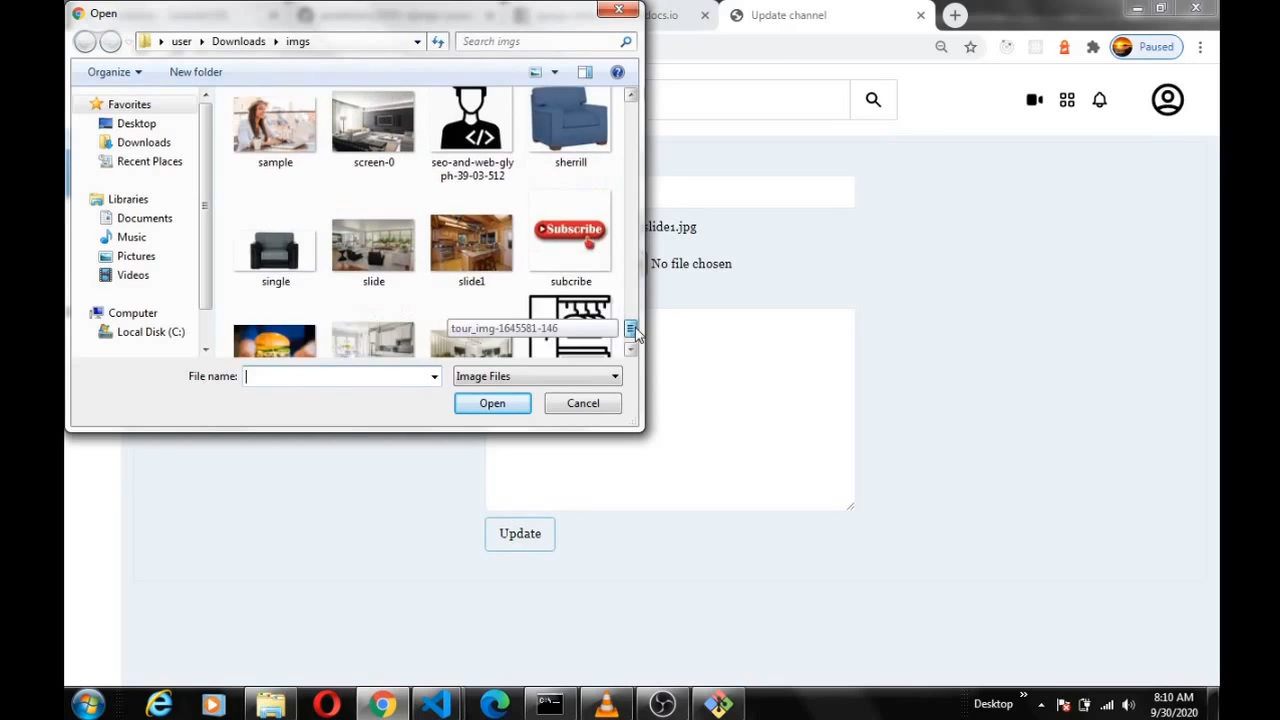 Open
docs.io
Update channel
user
Downloads
imgs
Search imgs
Paused
Organize
New folder
Favorites
Desktop
Downloads
Recent Places
Libraries
Documents
Music
Pictures
Videos
Computer
Local Disk (C:)
sample
screen-0
seo-and-web-gly
ph-39-03-512
sherrill
Subscribe
single
slide
slide1
subcribe
tour_img-1645581-146
slide1.jpg
No file chosen
File name:
Image Files
Open
Cancel
Update
Desktop
8:10 AM
9/30/2020